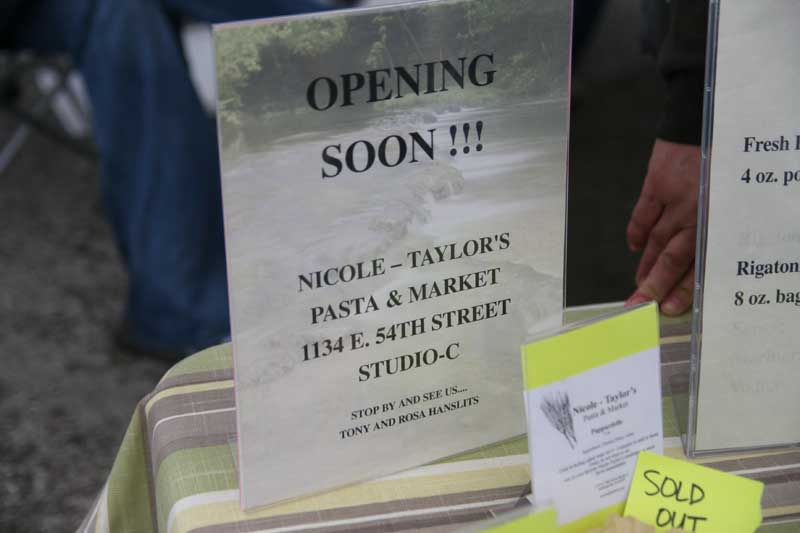 OPENING
SOON !!!
NICOLE – TAYLOR'S
PASTA & MARKET
1134 E. 54TH STREET
STUDIO-C
STOP BY AND SEE US....
TONY AND ROSA HANSLITS
Nicole - Taylor's
Pasta & Market
Pappardelle
SOLD
OUT
Fresh
4 oz.
Rigaton
8 oz. bag